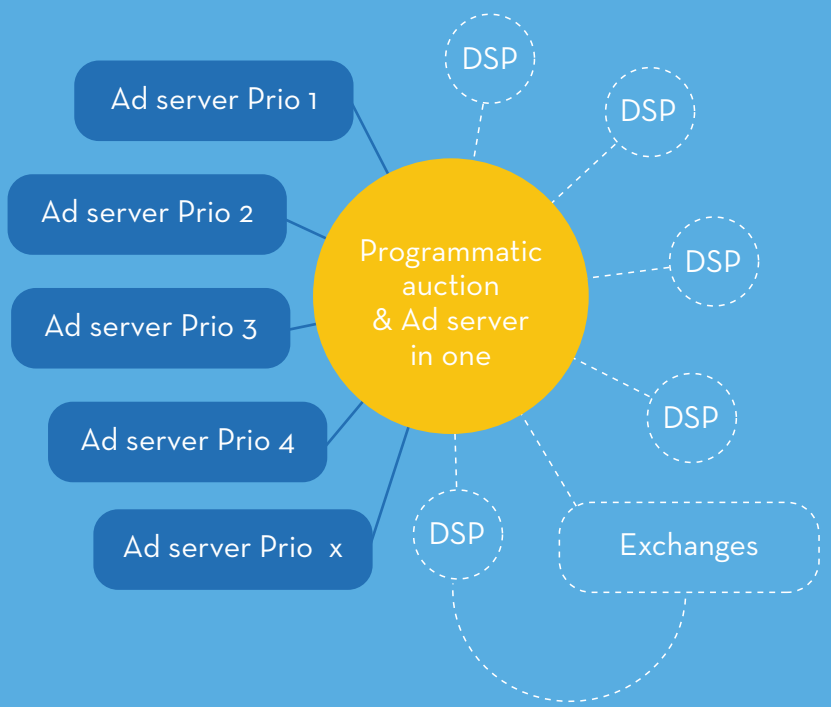 Ad server Prio 1
Ad server Prio 2
Ad server Prio 3
Ad server Prio 4
Ad server Prio x
Programmatic
auction
& Ad server
in one
DSP
DSP
DSP
DSP
DSP
Exchanges